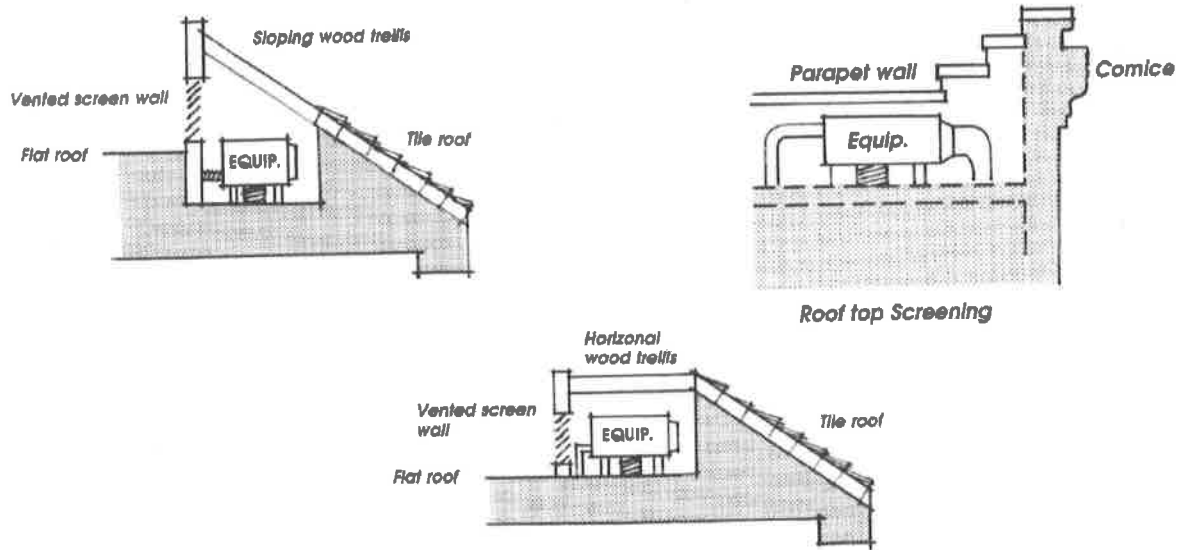 Sloping wood trellis
Vented screen wall
Flat roof
EQUIP.
Tile roof
Parapet wall
Cornice
Equip.
Roof top Screening
Horizonal
wood trellis
Vented screen
wall
EQUIP.
Tile roof
Flat roof